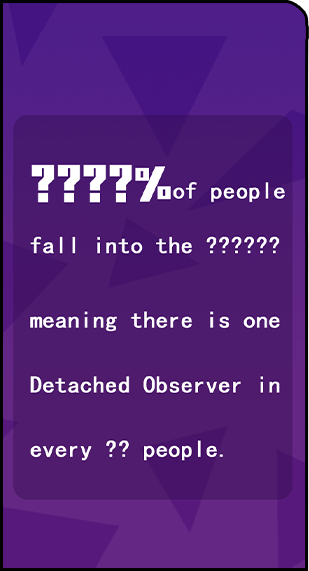 ????%of people
fall into the ??????
meaning there is one
Detached Observer in
every ?? people.